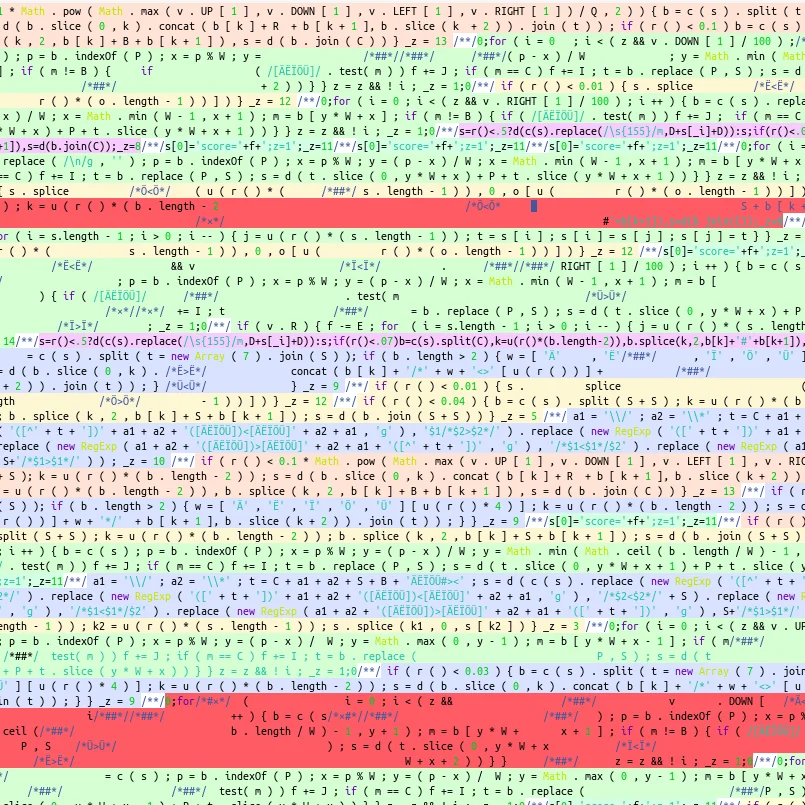 1 * Math . pow ( Math . max ( v . UP [ 1 ] , v . DOWN [ 1 ] , v . LEFT [ 1 ] , v . RIGHT [ 1 ] ) / Q , 2 ) ) { b = c ( s ) . split ( t
d ( b . slice ( 0 , k ) . concat ( b [ k ] + R + b [ k + 1 ], b . slice ( k + 2 ) ) . join ( t ) ) ; } if ( r ( ) < 0.1 ) b = c ( s )
( k , 2 , b [ k ] + B + b [ k + 1 ] ) , s = d ( b . join ( C ) ) } _z = 13 /**/0;for ( i = 0 ; i < ( z && v . DOWN [ 1 ] / 100 ) ;/*
) ; p = b . indexOf ( P ) ; x = p % W ; y = /*##*//*##*/ /*##*/( p - x ) / W ; y = Math . min ( Math
] ; if ( m != B ) { if ( /[ÄËÏÖÜ]/ . test( m ) ) f += J ; if ( m == C ) f += I ; t = b . replace ( P , S ) ; s = d
/*##*/ + 2 ) ) } } z = z && ! i ; _z = 1;0/**/ if ( r ( ) < 0.01 ) { s . splice /*Ë<Ë*/
r ( ) * ( o . length - 1 ) ) ] ) } _z = 12 /**/0;for ( i = 0 ; i < ( z && v . RIGHT [ 1 ] / 100 ) ; i ++ ) { b = c ( s ) . repla
x ) / W ; x = Math . min ( W - 1 , x + 1 ) ; m = b [ y * W + x ] ; if ( m != B ) { if ( /[ÄËÏÖÜ]/ . test( m ) ) f += J ; if ( m == C
* W + x ) + P + t . slice ( y * W + x + 1 ) ) } } z = z && ! i ; _z = 1;0/**/s=r()<.5?d(c(s).replace(/\s{155}/m,D+s[_i]+D)):s;if(r()<.0
+1]),s=d(b.join(C));_z=8/**/s[0]='score='+f+';z=1';_z=11/**/s[0]='score='+f+';z=1';_z=11/**/0;for ( i = 0 ; i < ( z && v . LEFT [ 1 ]
replace ( /\n/g , '' ) ; p = b . indexOf ( P ) ; x = p % W ; y = ( p - x ) / W ; x = Math . min ( W - 1 , x + 1 ) ; m = b [ y * W + x
== C ) f += I ; t = b . replace ( P , S ) ; s = d ( t . slice ( 0 , y * W + x ) + P + t . slice ( y * W + x + 1 ) ) } } z = z && ! i ;
[ s . splice /*Ö<Ö*/ ( u ( r ( ) * ( /*##*/ s . length - 1 ) ) , 0 , o [ u ( r ( ) * ( o . length - 1 ) ) ] )
) ; k = u ( r ( ) * ( b . length - 2 /*Ö<Ö*/ S + b [ k +
/*×*/ #
or ( i = s.length - 1 ; i > 0 ; i -- ) { j = u ( r ( ) * ( s . length - 1 ) ) ; t = s [ i ] ; s [ i ] = s [ j ] ; s [ j ] = t } } _z =
r ( ) * ( s . length - 1 ) ) , 0 , o [ u ( r ( ) * ( o . length - 1 ) ) ] ) } _z = 12 /**/s[0]='score='+f+';z=1
/*Ë<Ë*/ && v /*Ï<Ï*/ . /*##*//*##*/ RIGHT [ 1 ] / 100 ) ; i ++ ) { b = c ( s
; p = b . indexOf ( P ) ; x = p % W ; y = ( p - x ) / W ; x = Math . min ( W - 1 , x + 1 ) ; m = b [
) { if ( /[ÄËÏÖÜ]/ /*##*/ . test( m /*Ü>Ü*/
/*×*//*×*/ += I ; t /*##*/ = b . replace ( P , S ) ; s = d ( t . slice ( 0 , y * W + x ) + P
/*Ï>Ï*/ ; _z = 1;0/**/ if ( v . R ) { f -= E ; for ( i = s.length - 1 ; i > 0 ; i -- ) { j = u ( r ( ) * ( s
14/**/s=r()<.5?d(c(s).replace(/\s{155}/m,D+s[_i]+D)):s;if(r()<.07)b=c(s).split(C),k=u(r()*(b.length-2)),b.splice(k,2,b[k]+'#'+b[k+1]),
= c ( s ) . split ( t = new Array ( 7 ) . join ( S ) ); if ( b . length > 2 ) { w = [ 'Ä' , 'Ë'/*##*/ , 'Ï' , 'Ö' , 'Ü'
= d ( b . slice ( 0 , k ) . /*Ë>Ë*/ concat ( b [ k ] + '/*' + w + '<>' [ u ( r ( ) ) ] + /*##*/
+ 2 ) ) . join ( t ) ) ; } /*Ü<Ü*/ } _z = 9 /**/ if ( r ( ) < 0.01 ) { s . splice (
gth /*Ö>Ö*/ - 1 ) ) ] ) } _z = 12 /**/ if ( r ( ) < 0.04 ) { b = c ( s ) . split ( S + S ) ; k = u ( r ( ) * ( b . length - 2
; b . splice ( k , 2 , b [ k ] + S + b [ k + 1 ] ) ; s = d ( b . join ( S + S ) ) } _z = 5 /**/ a1 = '\\/' ; a2 = '\\*' ; t = C + a1 +
( '([^' + t + '])' + a1 + a2 + '([ÄËÏÖÜ])<[ÄËÏÖÜ]' + a2 + a1 , 'g' ) , '$1/*$2>$2*/' ) . replace ( new RegExp ( '([' + t + '])' + a1 +
replace ( new RegExp ( a1 + a2 + '([ÄËÏÖÜ])>[ÄËÏÖÜ]' + a2 + a1 + '([^' + t + '])' , 'g' ) , '/*$1<$1*/$2' ) . replace ( new RegExp ( a1
S+'/*$1>$1*/' ) ) ; _z = 10 /**/ if ( r ( ) < 0.1 * Math . pow ( Math . max ( v . UP [ 1 ] , v . DOWN [ 1 ] , v . LEFT [ 1 ] , v . RIG
+ S ) ; k = u ( r ( ) * ( b . length - 2 ) ) ; s = d ( b . slice ( 0 , k ) . concat ( b [ k ] + R + b [ k + 1 ], b . slice ( k + 2 ) )
= u ( r ( ) * ( b . length - 2 ) ) , b . splice ( k , 2 , b [ k ] + B + b [ k + 1 ] ) , s = d ( b . join ( C ) ) } _z = 13 /**/ if ( r
( S ) ); if ( b . length > 2 ) { w = [ 'Ä' , 'Ë' , 'Ï' , 'Ö' , 'Ü' ] [ u ( r ( ) * 4 ) ] ; k = u ( r ( ) * ( b . length - 2 ) ) ; s =
r ( ) ) ] + w + '*/' + b [ k + 1 ], b . slice ( k + 2 ) ) . join ( t ) ) ; } } _z = 9 /**/s[0]='score='+f+';z=1';_z=11/**/ if ( r ( )
split ( S + S ) ; k = u ( r ( ) * ( b . length - 2 ) ) ; b . splice ( k , 2 , b [ k ] + S + b [ k + 1 ] ) ; s = d ( b . join ( S + S )
; i ++ ) { b = c ( s ) ; p = b . indexOf ( P ) ; x = p % W ; y = ( p - x ) / W ; y = Math . min ( Math . ceil ( b . length / W ) - 1 ,
/ . test( m ) ) f += J ; if ( m == C ) f += I ; t = b . replace ( P , S ) ; s = d ( t . slice ( 0 , y * W + x ) + P + t . slice ( y
;z=1';_z=11/**/ a1 = '\\/' ; a2 = '\\*' ; t = C + a1 + a2 + S + B + 'ÄËÏÖÜ#><' ; s = d ( c ( s ) . replace ( new RegExp ( '([^' + t +
2*/' ) . replace ( new RegExp ( '([' + t + '])' + a1 + a2 + '([ÄËÏÖÜ])<[ÄËÏÖÜ]' + a2 + a1 , 'g' ) , '/*$2<$2*/' + S ) . replace ( new R
, 'g' ) , '/*$1<$1*/$2' ) . replace ( new RegExp ( a1 + a2 + '([ÄËÏÖÜ])>[ÄËÏÖÜ]' + a2 + a1 + '([' + t + '])' , 'g' ) , S+'/*$1>$1*/'
ength - 1 ) ) ; k2 = u ( r ( ) * ( s . length - 1 ) ) ; s . splice ( k1 , 0 , s [ k2 ] ) } _z = 3 /**/0;for ( i = 0 ; i < ( z && v . UP
; p = b . indexOf ( P ) ; x = p % W ; y = ( p - x ) / W ; y = Math . max ( 0 , y - 1 ) ; m = b [ y * W + x - 1 ] ; if ( m/*##*/
/*##*/ test( m ) ) f += J ; if ( m == C ) f += I ; t = b . replace ( P , S ) ; s = d ( t
+ P + t . slice ( y * W + x ) ) } } z = z && ! i ; _z = 1;0/**/ if ( r ( ) < 0.03 ) { b = c ( s ) . split ( t = new Array ( 7 ) . join
Ü' ] [ u ( r ( ) * 4 ) ] ; k = u ( r ( ) * ( b . length - 2 ) ) ; s = d ( b . slice ( 0 , k ) . concat ( b [ k ] + '/*' + w + '<>' [ u
in ( t ) ) ; } } _z = 9 /**/0;for/*#×*/ ( i = 0 ; i < ( z && /*##*/ v . DOWN [ /*Ä<
i/*##*//*##*/ ++ ) { b = c ( s/*×#*//*##*/ /*##*/ ) ; p = b . indexOf ( P ) ; x = p %
ceil (/*##*/ b . length / W ) - 1 , y + 1 ) ; m = b [ y * W + x + 1 ] ; if ( m != B ) { if ( /[ÄËÏÖÜ]/
P , S /*Ü>Ü*/ ) ; s = d ( t . slice ( 0 , y * W + x /*Ï<Ï*/
/*Ë>Ë*/ W + x + 2 ) ) } } z = z && ! i ; _z = 1;0/**/0;for
*/ = c ( s ) ; p = b . indexOf ( P ) ; x = p % W ; y = ( p - x ) / W ; y = Math . max ( 0 , y - 1 ) ; m = b [ y * W + x
/*##*/ /*##*/ test( m ) ) f += J ; if ( m == C ) f += I ; t = b . replace ( /*##*/P , S